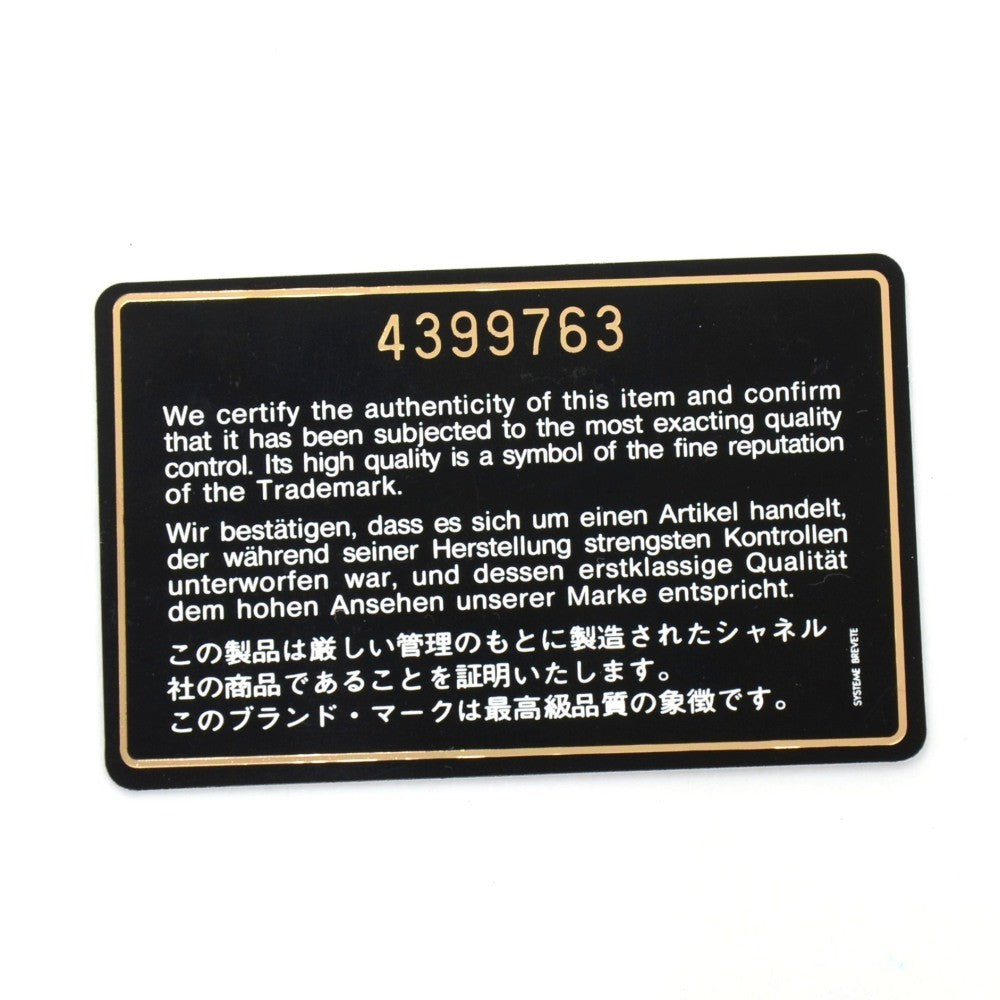 4399763
We certify the authenticity of this item and confirm
that it has been subjected to the most exacting quality
control. Its high quality is a symbol of the fine reputation
of the Trademark.
Wir bestätigen, dass es sich um einen Artikel handelt,
der während seiner Herstellung strengsten Kontrollen
unterworfen war, und dessen erstklassige Qualität
dem hohen Ansehen unserer Marke entspricht.
この製品は厳しい管理のもとに製造されたシャネル
社の商品であることを証明いたします。
このブランド・マークは最高級品質の象徴です。
SYSTEME BREVETE